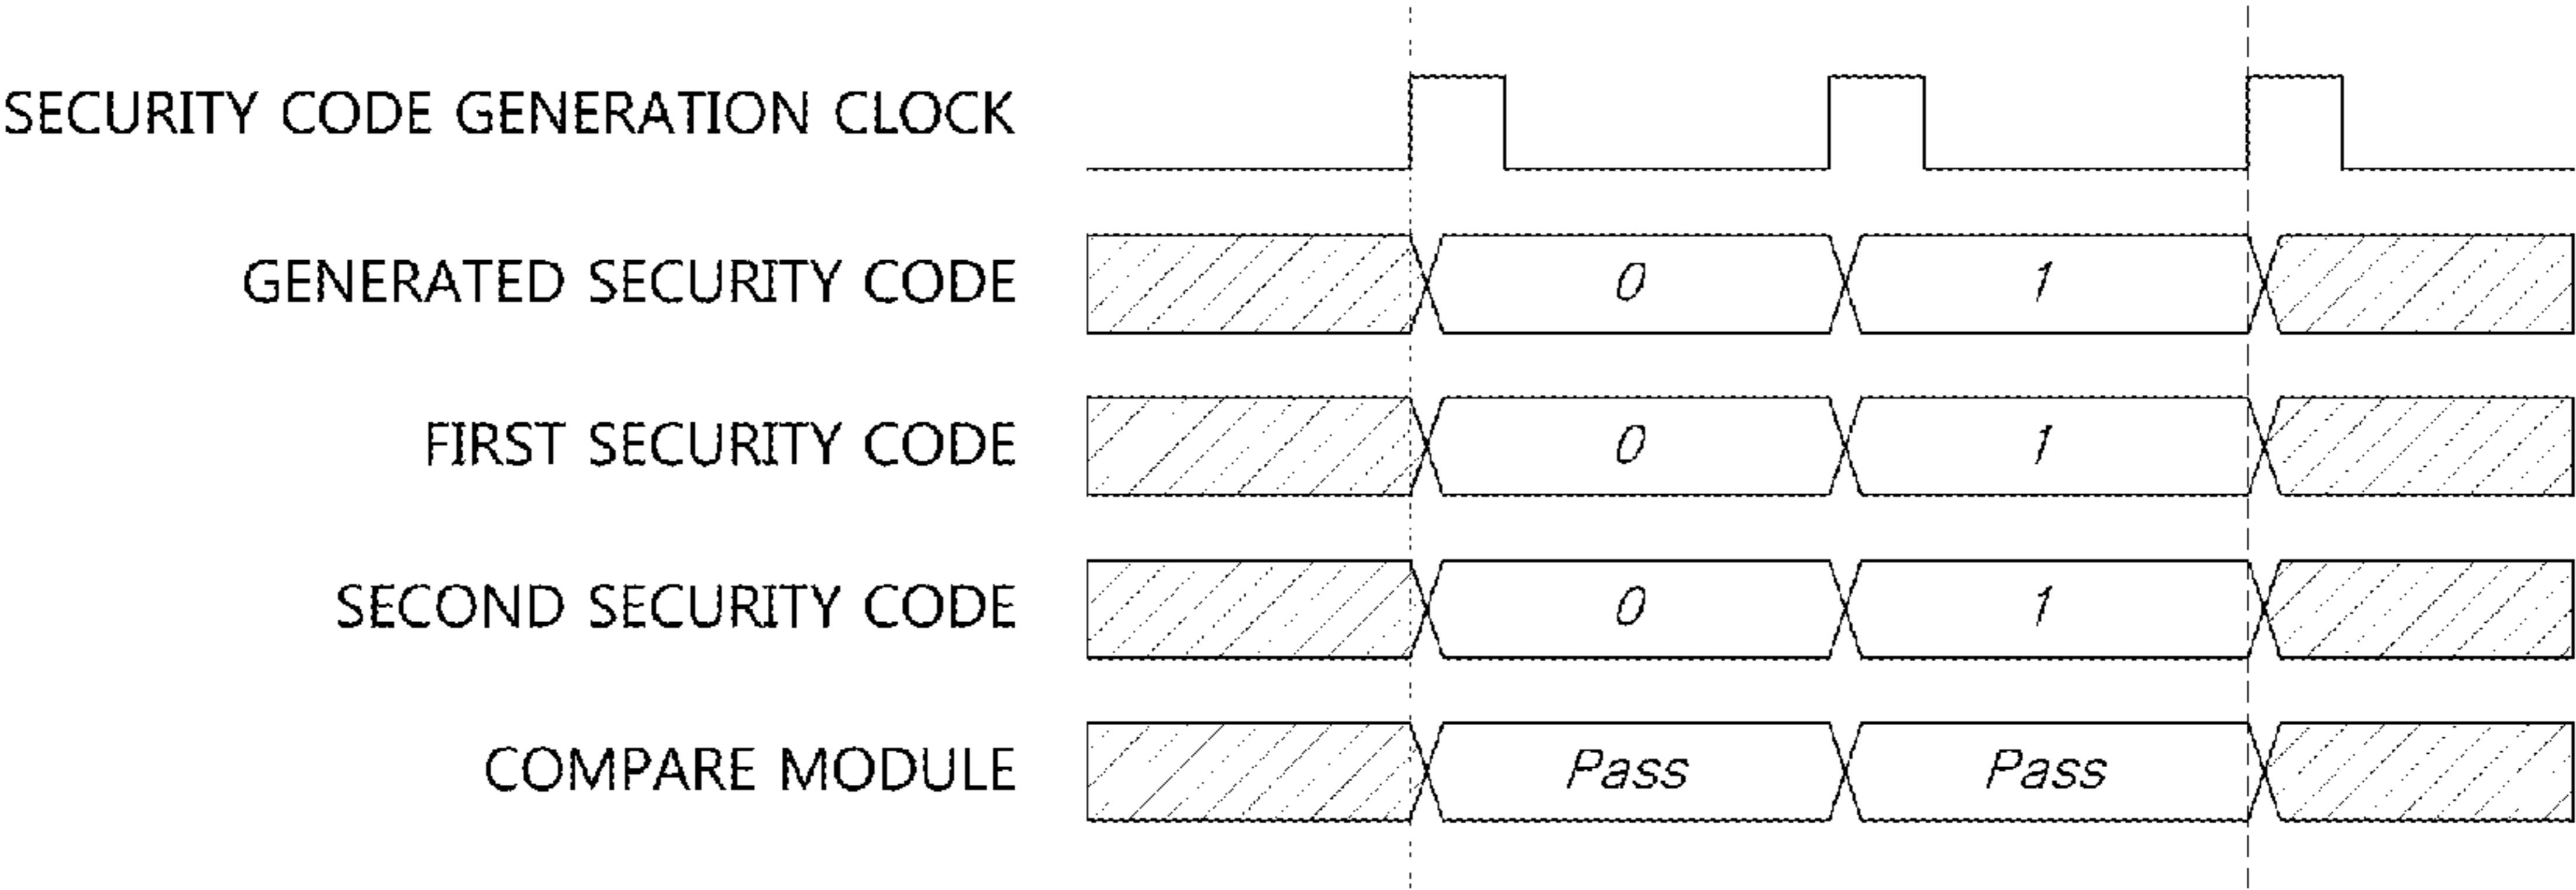 SECURITY CODE GENERATION CLOCK
GENERATED SECURITY CODE 0 1
FIRST SECURITY CODE 0 1
SECOND SECURITY CODE 0 1
COMPARE MODULE Pass Pass